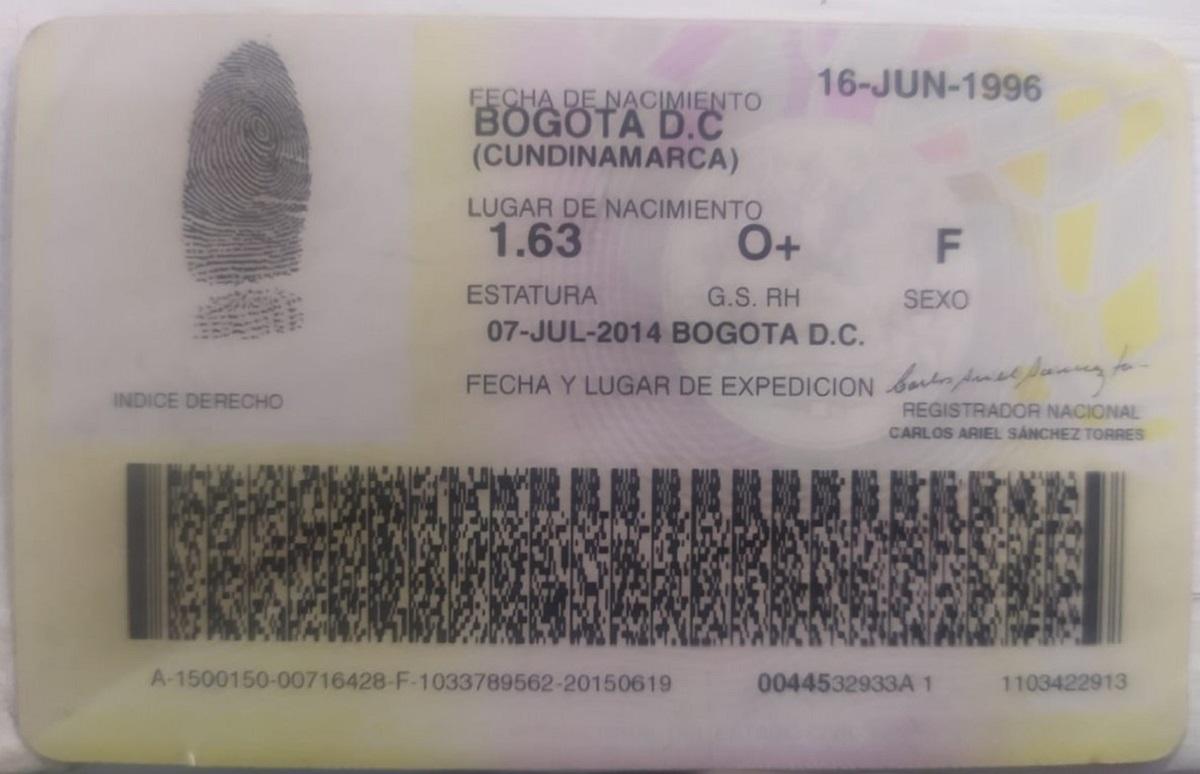 16-JUN-1996
FECHA DE NACIMIENTO
BOGOTA D.C
(CUNDINAMARCA)
LUGAR DE NACIMIENTO
1.63 O+ F
ESTATURA G.S. RH SEXO
07-JUL-2014 BOGOTA D.C.
FECHA Y LUGAR DE EXPEDICION
INDICE DERECHO
REGISTRADOR NACIONAL
CARLOS ARIEL SÁNCHEZ TORRES
A-1500150-00716428-F-1033789562-20150619 0044532933A 1 1103422913